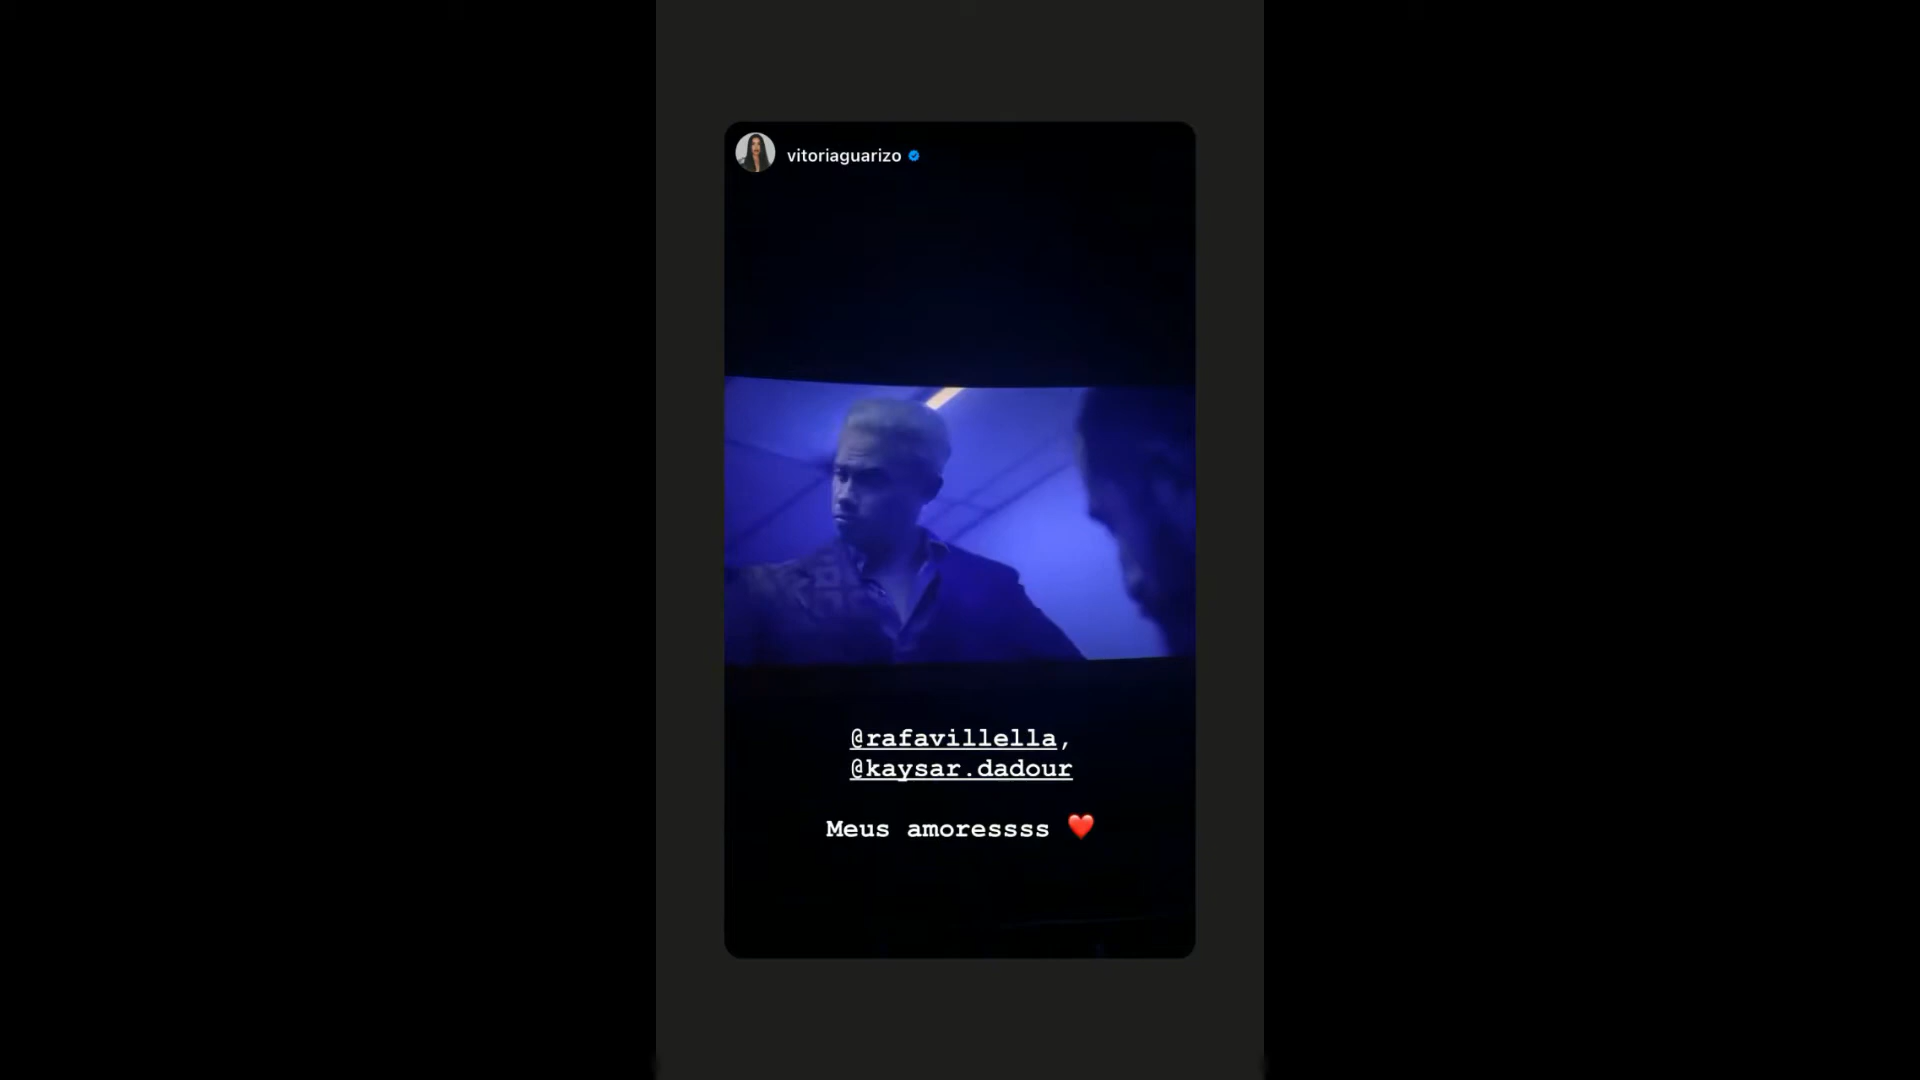 vitoriaguarizo
@rafavillella,
@kaysar.dadour
Meus amoressss ❤️